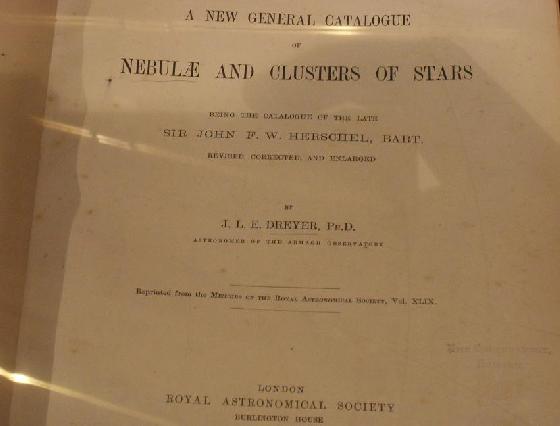 A NEW GENERAL CATALOGUE
OF
NEBULÆ AND CLUSTERS OF STARS
BEING THE CATALOGUE OF THE LATE
SIR JOHN F. W. HERSCHEL, BART.
REVISED, CORRECTED, AND ENLARGED
BY
J. L. E. DREYER, PH.D.
ASTRONOMER OF THE ARMAGH OBSERVATORY
Reprinted from the MEMOIRS OF THE ROYAL ASTRONOMICAL SOCIETY, Vol. XLIX.
LONDON
ROYAL ASTRONOMICAL SOCIETY
BURLINGTON HOUSE